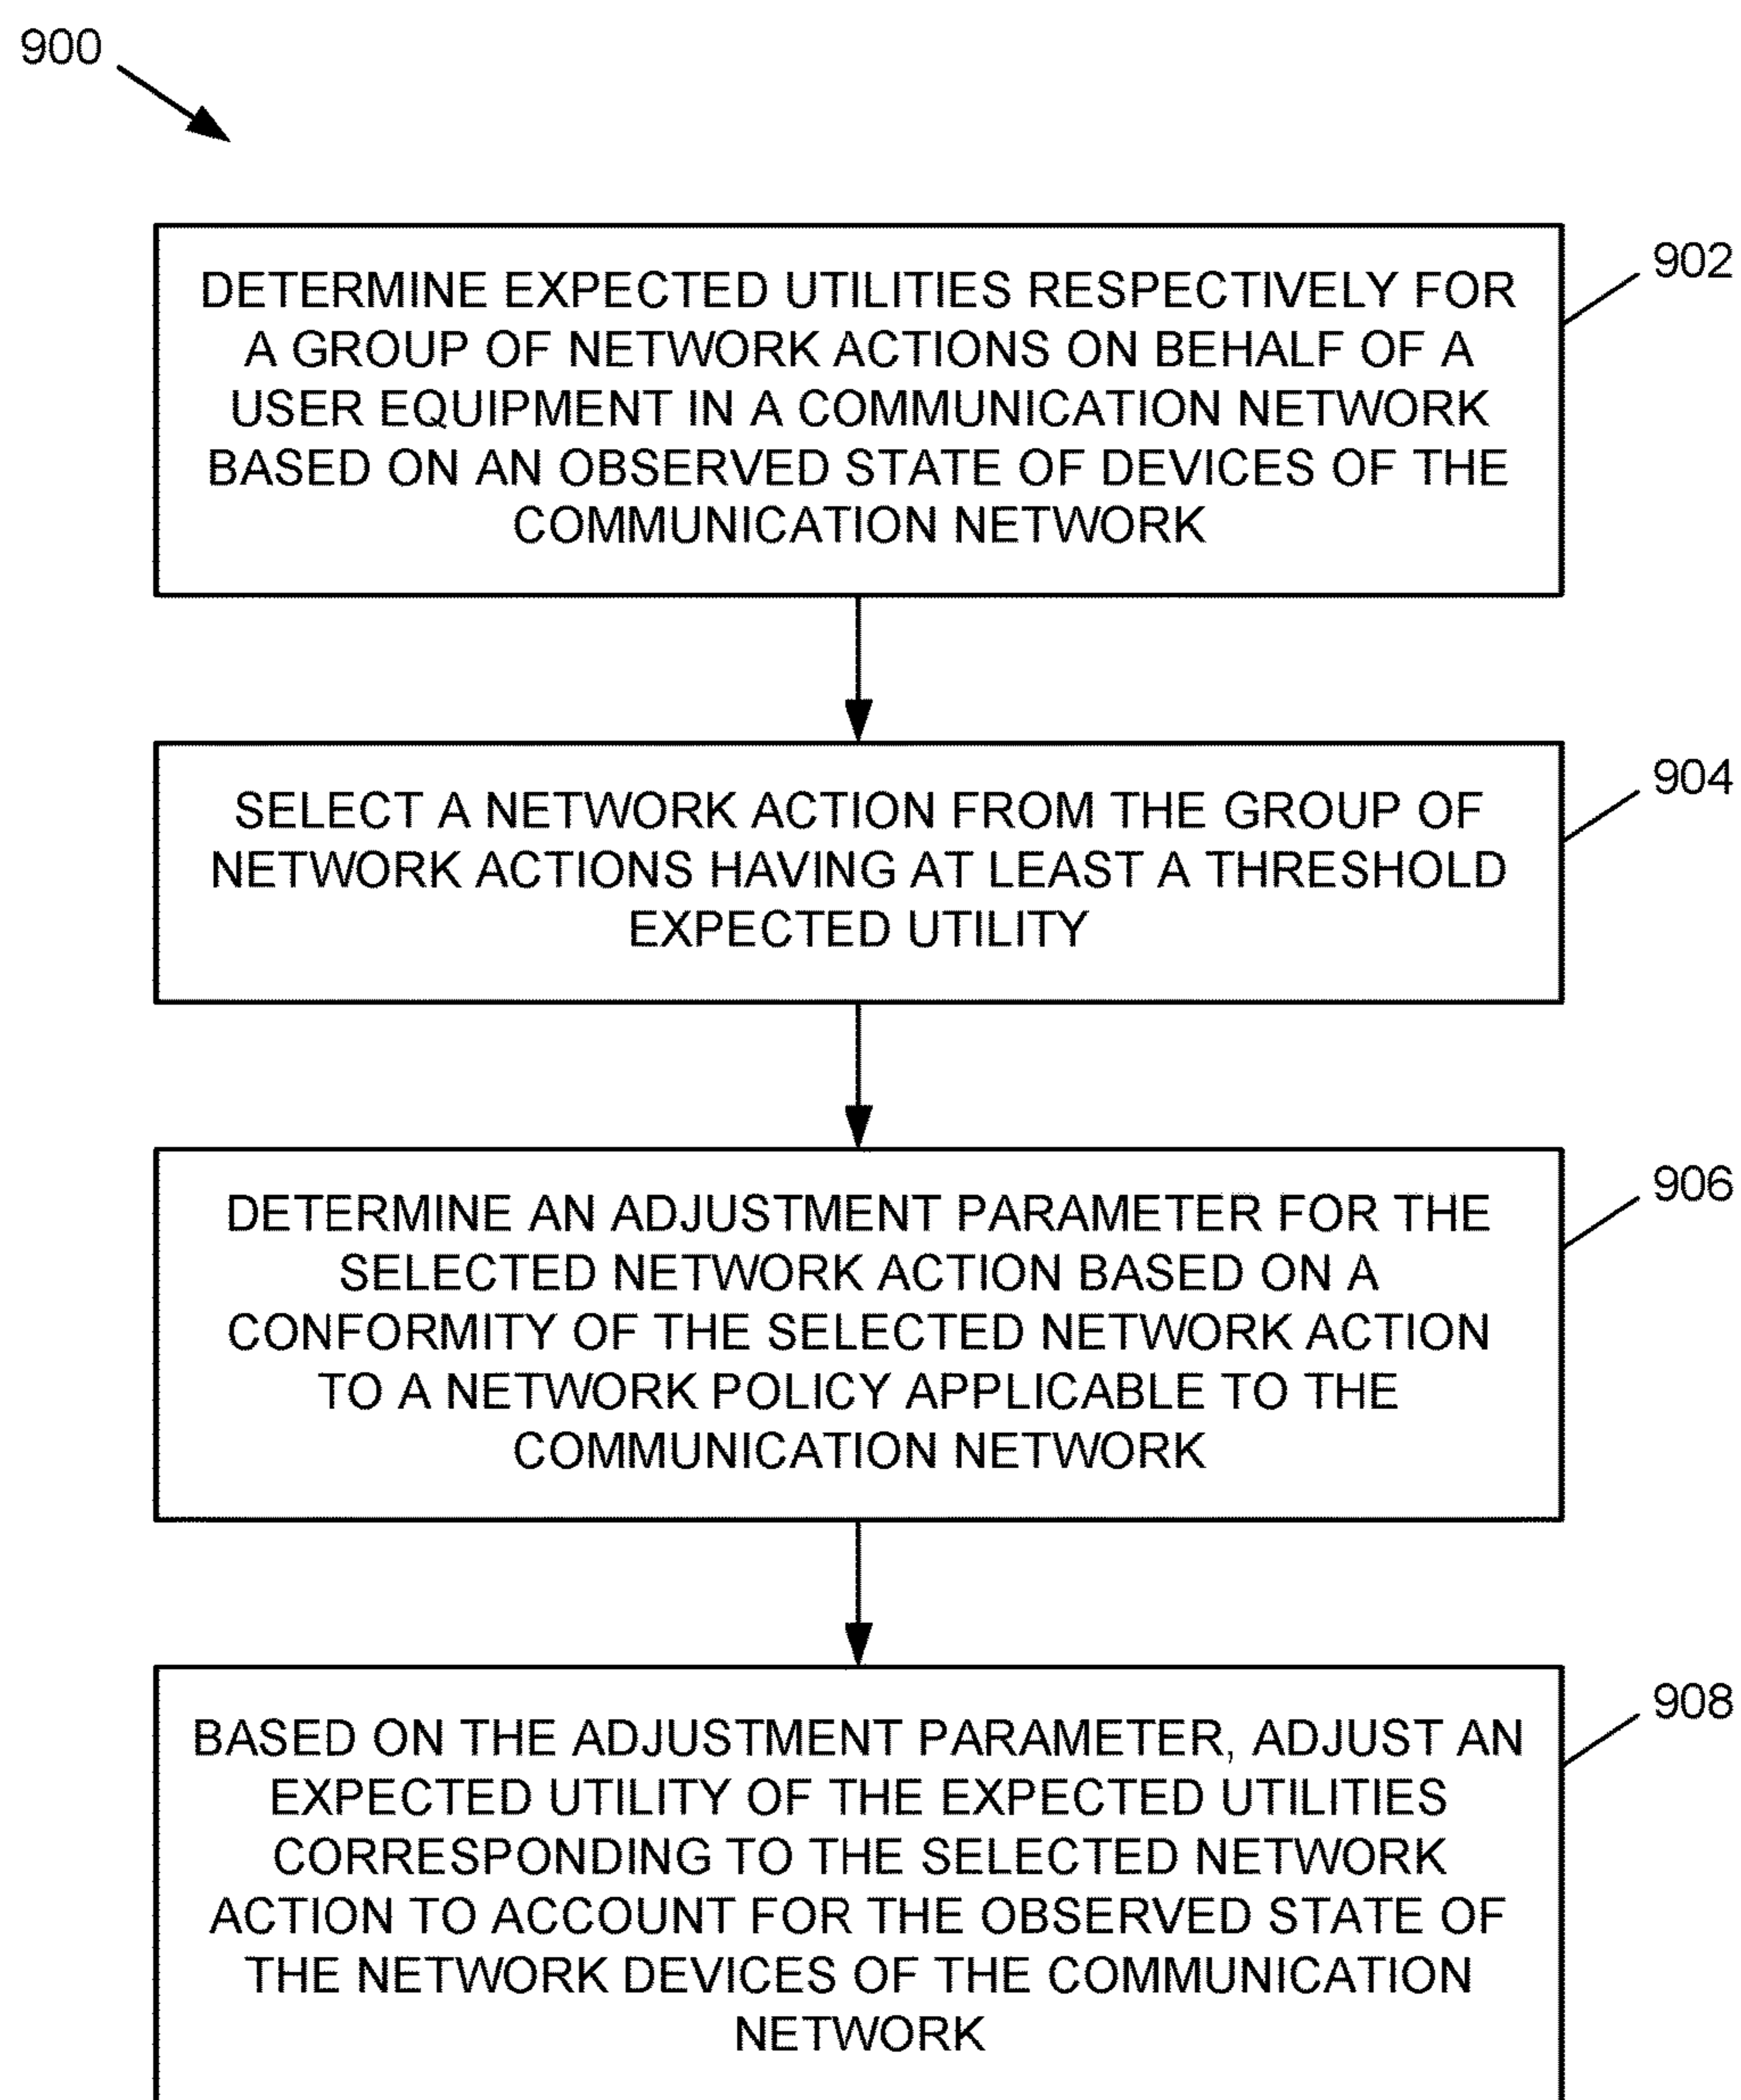 900
902
DETERMINE EXPECTED UTILITIES RESPECTIVELY FOR
A GROUP OF NETWORK ACTIONS ON BEHALF OF A
USER EQUIPMENT IN A COMMUNICATION NETWORK
BASED ON AN OBSERVED STATE OF DEVICES OF THE
COMMUNICATION NETWORK
904
SELECT A NETWORK ACTION FROM THE GROUP OF
NETWORK ACTIONS HAVING AT LEAST A THRESHOLD
EXPECTED UTILITY
906
DETERMINE AN ADJUSTMENT PARAMETER FOR THE
SELECTED NETWORK ACTION BASED ON A
CONFORMITY OF THE SELECTED NETWORK ACTION
TO A NETWORK POLICY APPLICABLE TO THE
COMMUNICATION NETWORK
908
BASED ON THE ADJUSTMENT PARAMETER, ADJUST AN
EXPECTED UTILITY OF THE EXPECTED UTILITIES
CORRESPONDING TO THE SELECTED NETWORK
ACTION TO ACCOUNT FOR THE OBSERVED STATE OF
THE NETWORK DEVICES OF THE COMMUNICATION
NETWORK